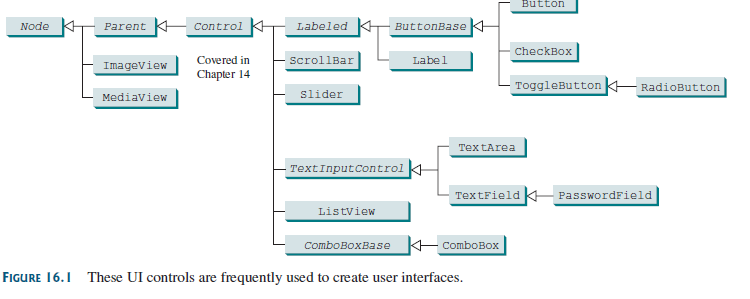 Button
Node
Parent
Control
Labeled
ButtonBase
ImageView
Covered in
Chapter 14
ScrollBar
Label
CheckBox
MediaView
Slider
ToggleButton
RadioButton
TextArea
TextInputControl
TextField
PasswordField
ListView
ComboBoxBase
ComboBox
FIGURE 16.1 These UI controls are frequently used to create user interfaces.